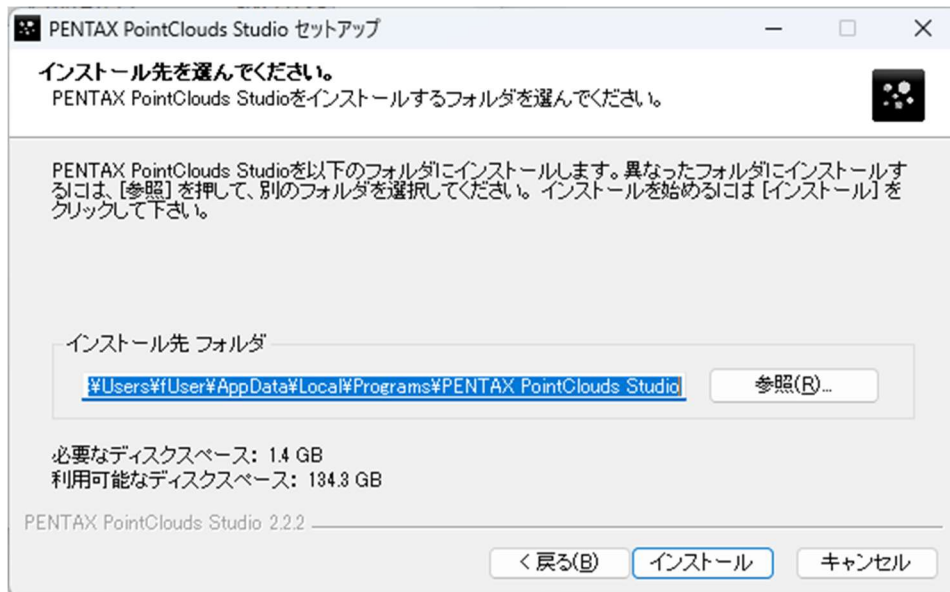 PENTAX PointClouds Studio セットアップ
インストール先を選んでください。
PENTAX PointClouds Studioをインストールするフォルダを選んでください。
PENTAX PointClouds Studioを以下のフォルダにインストールします。異なったフォルダにインストールす
るには、[参照] を押して、別のフォルダを選択してください。 インストールを始めるには [インストール] を
クリックして下さい。
インストール先 フォルダ
:¥Users¥fUser¥AppData¥Local¥Programs¥PENTAX PointClouds Studio
参照(R)...
必要なディスクスペース: 1.4 GB
利用可能なディスクスペース: 134.3 GB
PENTAX PointClouds Studio 2.2.2
< 戻る(B)
インストール
キャンセル